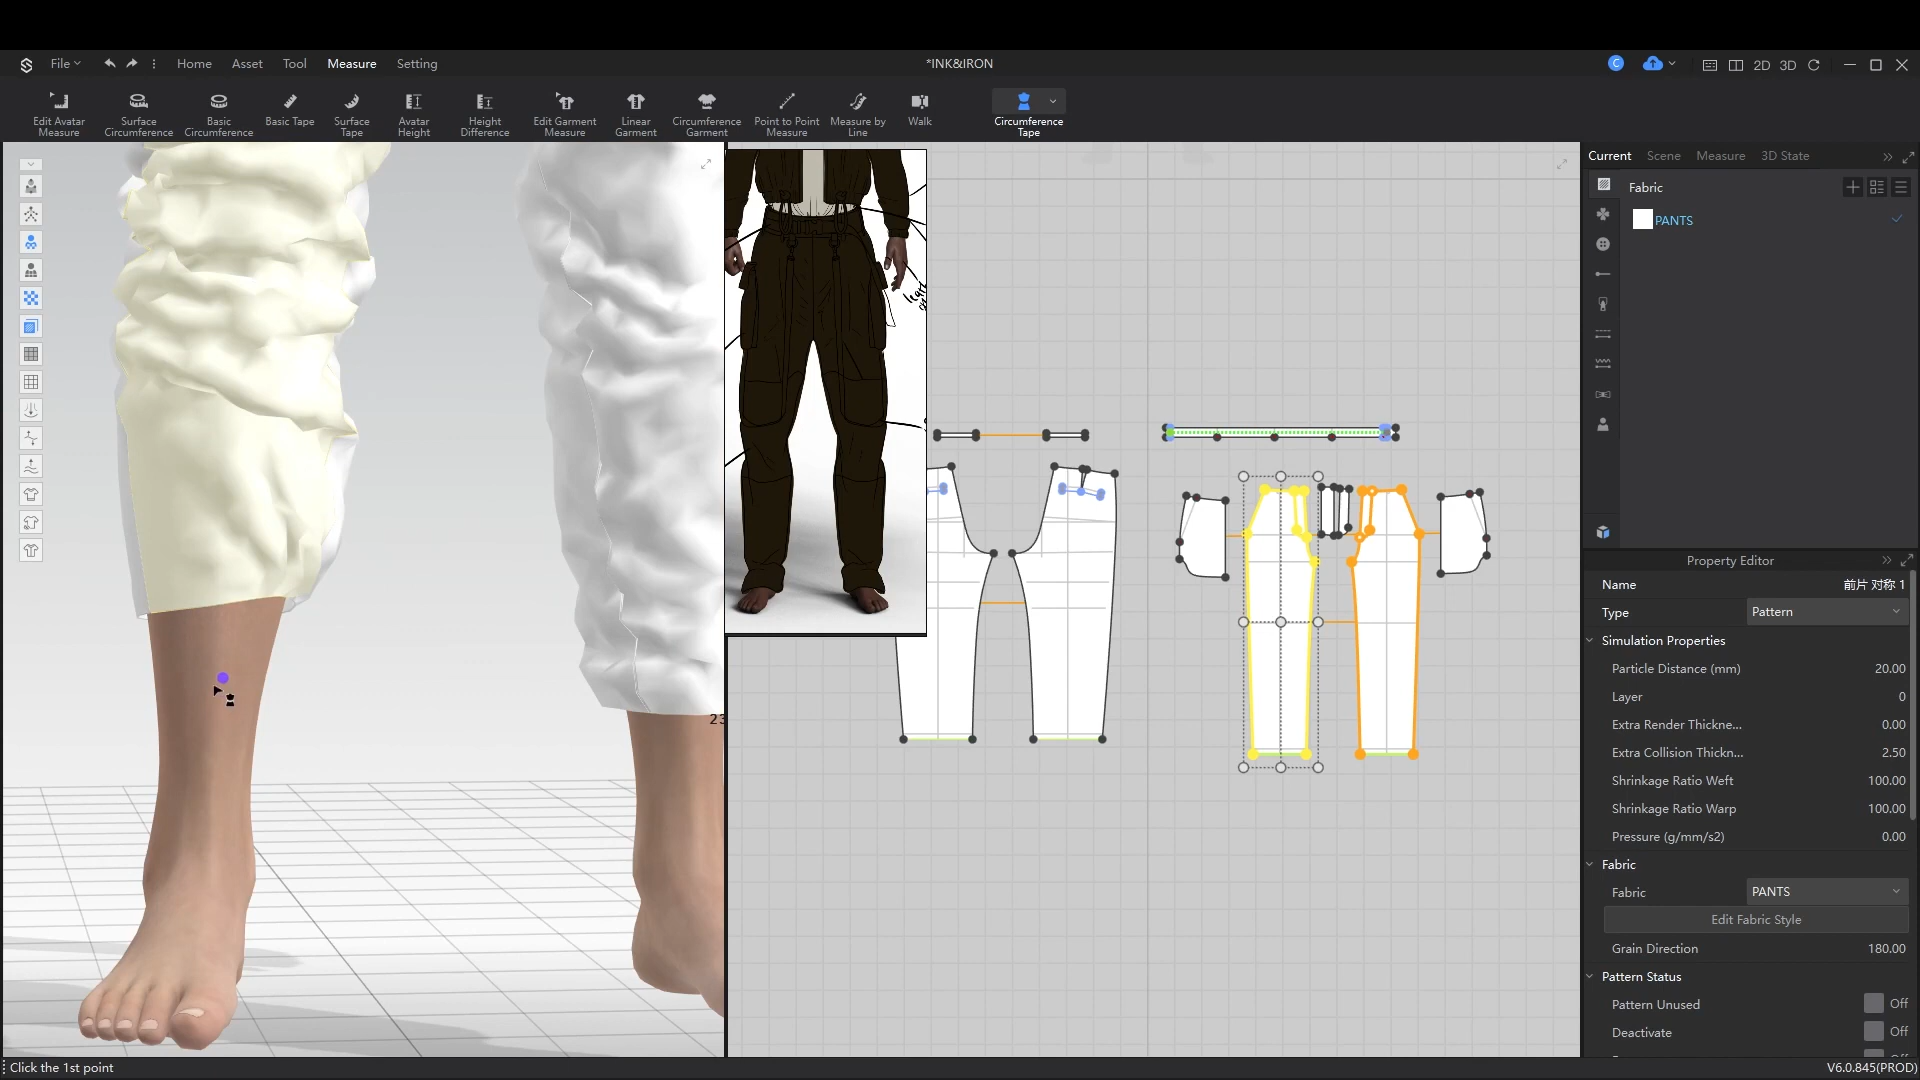 File Home Asset Tool Measure Setting *INK&IRON C 2D 3D
Edit Avatar Measure
Surface Circumference
Basic Circumference
Basic Tape
Surface Tape
Avatar Height
Height Difference
Edit Garment Measure
Linear Garment
Circumference Garment
Point to Point Measure
Measure by Line
Walk
Circumference Tape
Current Scene Measure 3D State
Fabric
PANTS
23
Property Editor
Name 前片 对称 1
Type Pattern
Simulation Properties
Particle Distance (mm) 20.00
Layer 0
Extra Render Thickne... 0.00
Extra Collision Thickn... 2.50
Shrinkage Ratio Weft 100.00
Shrinkage Ratio Warp 100.00
Pressure (g/mm/s2) 0.00
Fabric
Fabric PANTS
Edit Fabric Style
Grain Direction 180.00
Pattern Status
Pattern Unused Off
Deactivate Off
Click the 1st point V6.0.845(PROD)